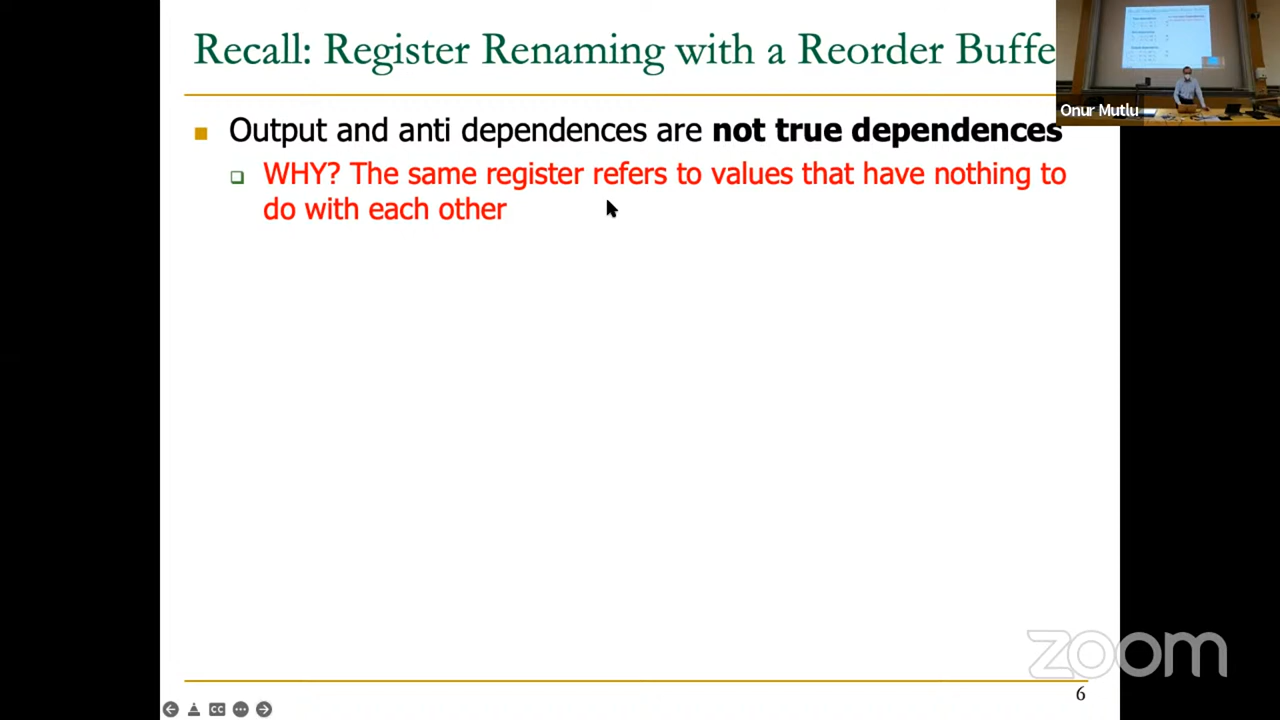 Recall: Register Renaming with a Reorder Buffe
Onur Mutlu
Output and anti dependences are not true dependences
WHY? The same register refers to values that have nothing to
do with each other
zoom
6
CC